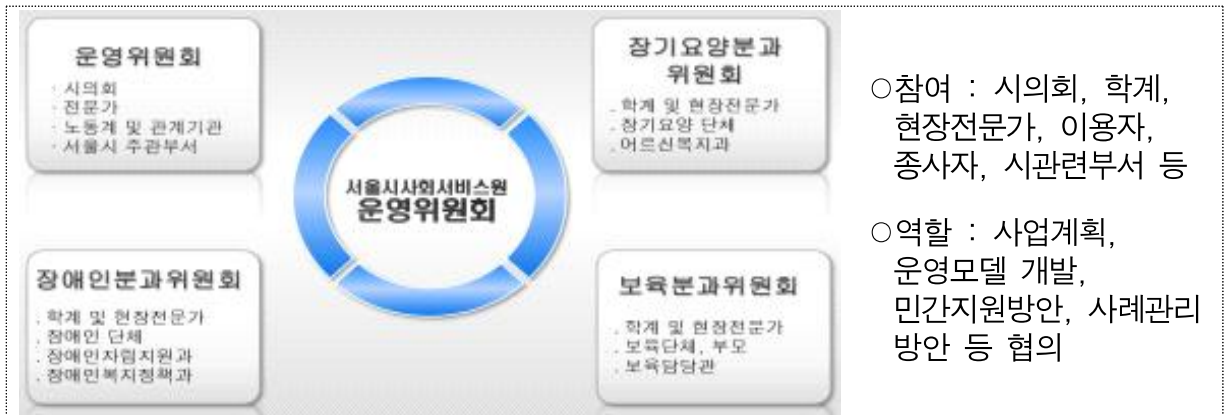 운영위원회
· 시의회
· 전문가
· 노동계 및 관계기관
· 서울시 주관부서
장기요양분과
위원회
. 학계 및 현장전문가
. 장기요양 단체
. 어르신복지과
서울시사회서비스원
운영위원회
장애인분과위원회
. 학계 및 현장전문가
. 장애인 단체
. 장애인자립지원과
. 장애인복지정책과
보육분과위원회
. 학계 및 현장전문가
. 보육단체, 부모
. 보육담당관
○참여 : 시의회, 학계,
현장전문가, 이용자,
종사자, 시관련부서 등
○역할 : 사업계획,
운영모델 개발,
민간지원방안, 사례관리
방안 등 협의